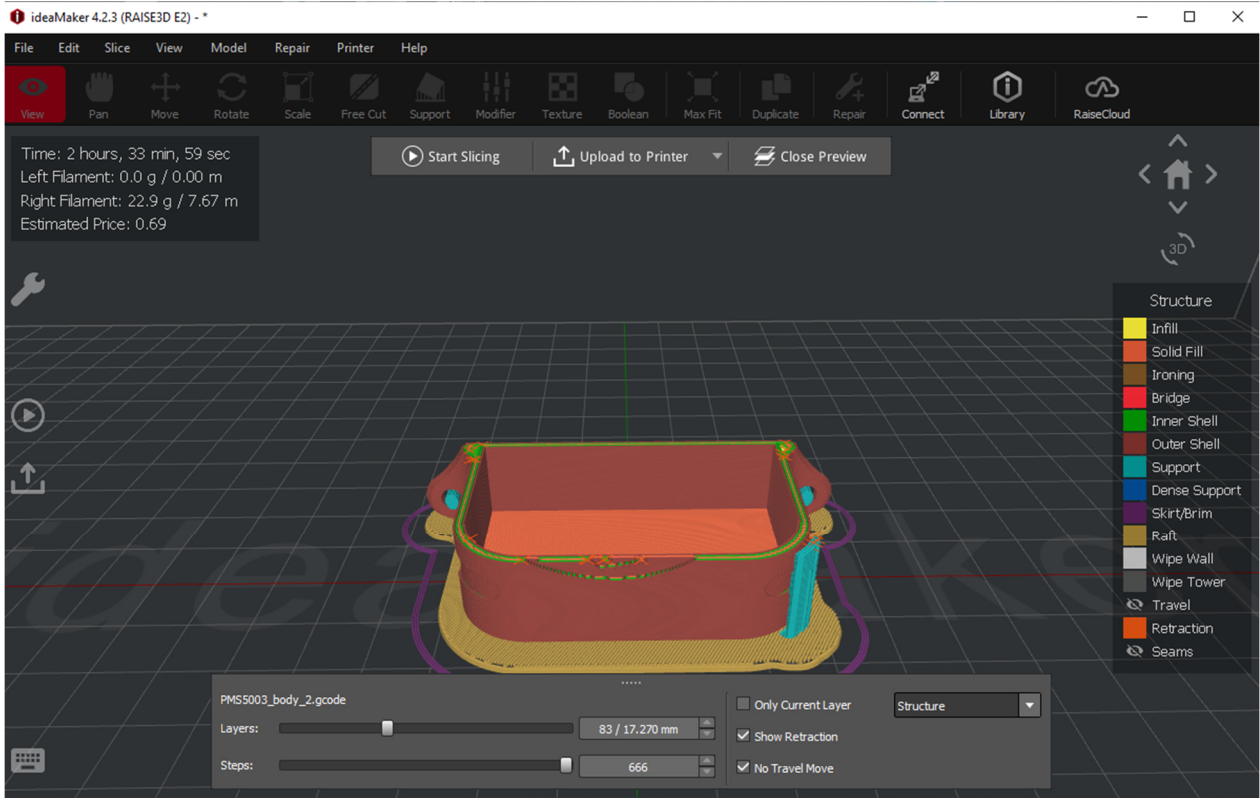 ideaMaker 4.2.3 (RAISE3D E2) - *
File Edit Slice View Model Repair Printer Help
View Pan Move Rotate Scale Free Cut Support Modifier Texture Boolean Max Fit Duplicate Repair Connect Library RaiseCloud
Time: 2 hours, 33 min, 59 sec
Left Filament: 0.0 g / 0.00 m
Right Filament: 22.9 g / 7.67 m
Estimated Price: 0.69
Start Slicing Upload to Printer Close Preview
3D
Structure
Infill
Solid Fill
Ironing
Bridge
Inner Shell
Outer Shell
Support
Dense Support
Skirt/Brim
Raft
Wipe Wall
Wipe Tower
Travel
Retraction
Seams
ideaMaker
PMS5003_body_2.gcode
Layers: 83 / 17.270 mm
Steps: 666
Only Current Layer
Show Retraction
No Travel Move
Structure